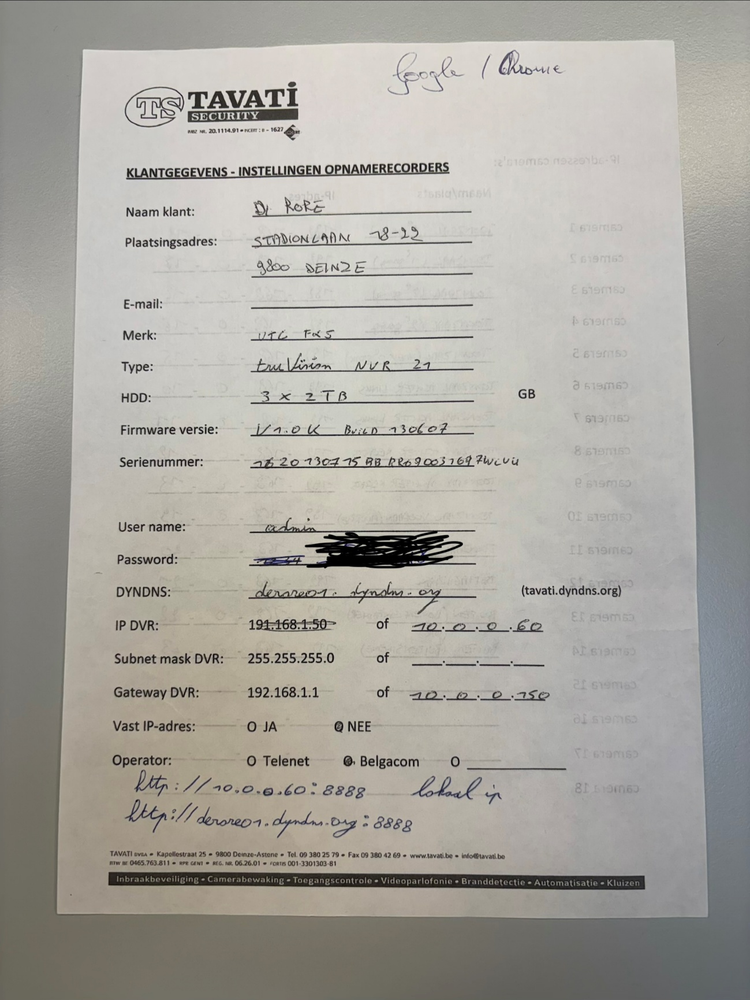 Google / Chrome
TS TAVATI
SECURITY
IMBZ NR. 20.1114.91 • INCERT : B - 1627
KLANTGEGEVENS - INSTELLINGEN OPNAMERECORDERS
Naam klant: De RORE
Plaatsingsadres: STADIONLAAN 18-22
9800 DEINZE
E-mail:
Merk: UTC F&S
Type: truVision NVR 21
HDD: 3 x 2 TB GB
Firmware versie: V1.0K BUILD 130607
Serienummer:
User name: admin
Password:
DYNDNS: derore01.dyndns.org (tavati.dyndns.org)
IP DVR: 191.168.1.50 of 10.0.0.60
Subnet mask DVR: 255.255.255.0 of
Gateway DVR: 192.168.1.1 of 10.0.0.150
Vast IP-adres: O JA O NEE
Operator: O Telenet O Belgacom O
http://10.0.0.60:8888 lokaal ip
http://derore01.dyndns.org:8888
TAVATI BVBA • Kapellestraat 25 • 9800 Deinze-Astene • Tel. 09 380 25 79 • Fax 09 380 42 69 • www.tavati.be • info@tavati.be
BTW BE 0465.763.811 • RPR GENT • REG. NR. 06.26.01 • FORTIS 001-3301303-81
Inbraakbeveiliging • Camerabewaking • Toegangscontrole • Videoparlofonie • Branddetectie • Automatisatie • Kluizen